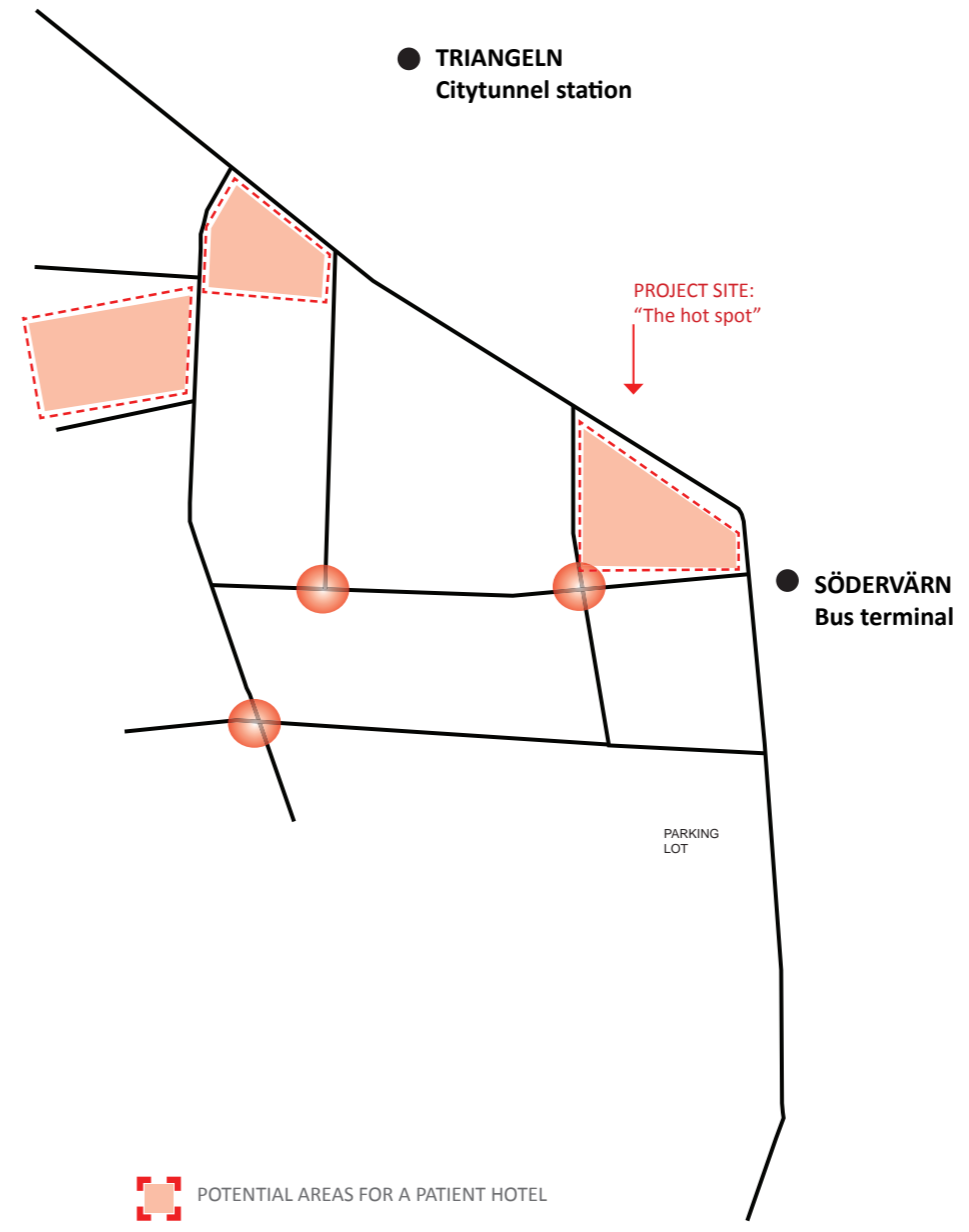 TRIANGELN
Citytunnel station
PROJECT SITE:
“The hot spot”
SÖDERVÄRN
Bus terminal
PARKING
LOT
POTENTIAL AREAS FOR A PATIENT HOTEL